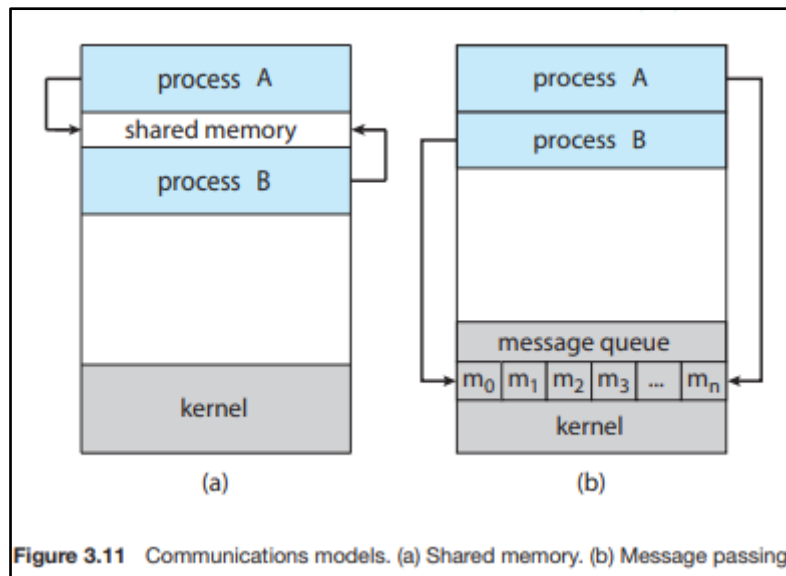 process A
shared memory
process B
kernel
(a)
process A
process B
message queue
m₀ m₁ m₂ m₃ ... mₙ
kernel
(b)
Figure 3.11 Communications models. (a) Shared memory. (b) Message passing